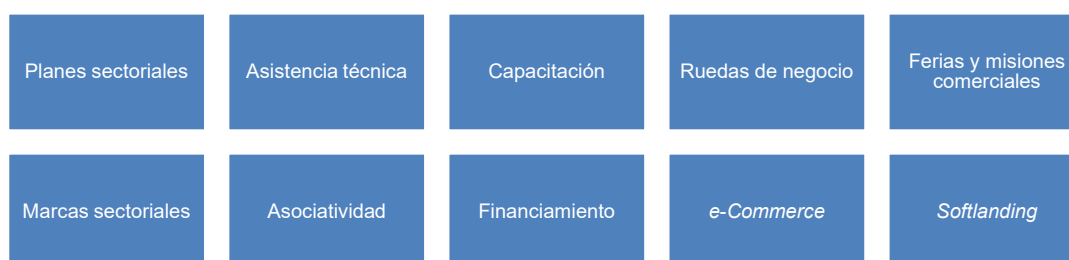 Planes sectoriales
Asistencia técnica
Capacitación
Ruedas de negocio
Ferias y misiones
comerciales
Marcas sectoriales
Asociatividad
Financiamiento
e-Commerce
Softlanding